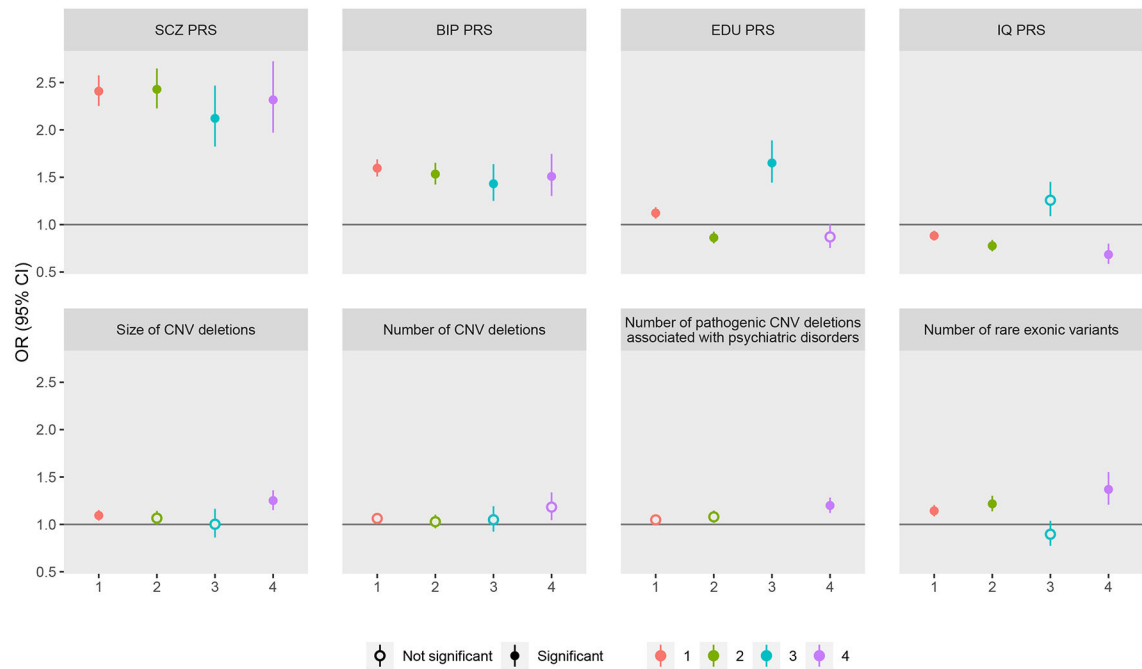 SCZ PRS
BIP PRS
EDU PRS
IQ PRS
2.5
2.0
1.5
1.0
0.5
OR (95% CI)
Size of CNV deletions
Number of CNV deletions
Number of pathogenic CNV deletions
associated with psychiatric disorders
Number of rare exonic variants
2.5
2.0
1.5
1.0
0.5
1 2 3 4
1 2 3 4
1 2 3 4
1 2 3 4
Not significant Significant 1 2 3 4